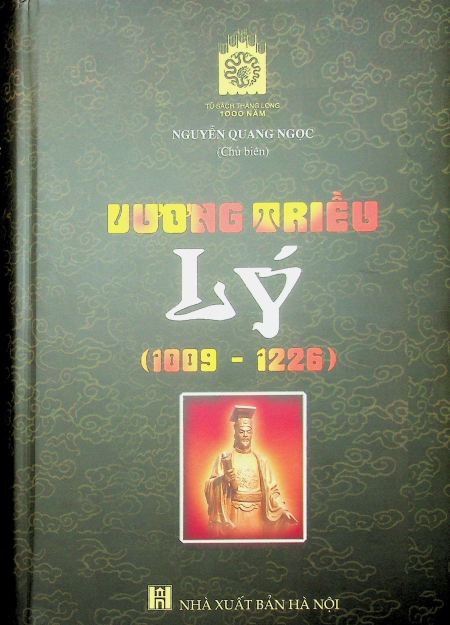 TỦ SÁCH THĂNG LONG
1000 NĂM
NGUYỄN QUANG NGỌC
(Chủ biên)
VƯƠNG TRIỀU
LÝ
(1009 - 1226)
NHÀ XUẤT BẢN HÀ NỘI